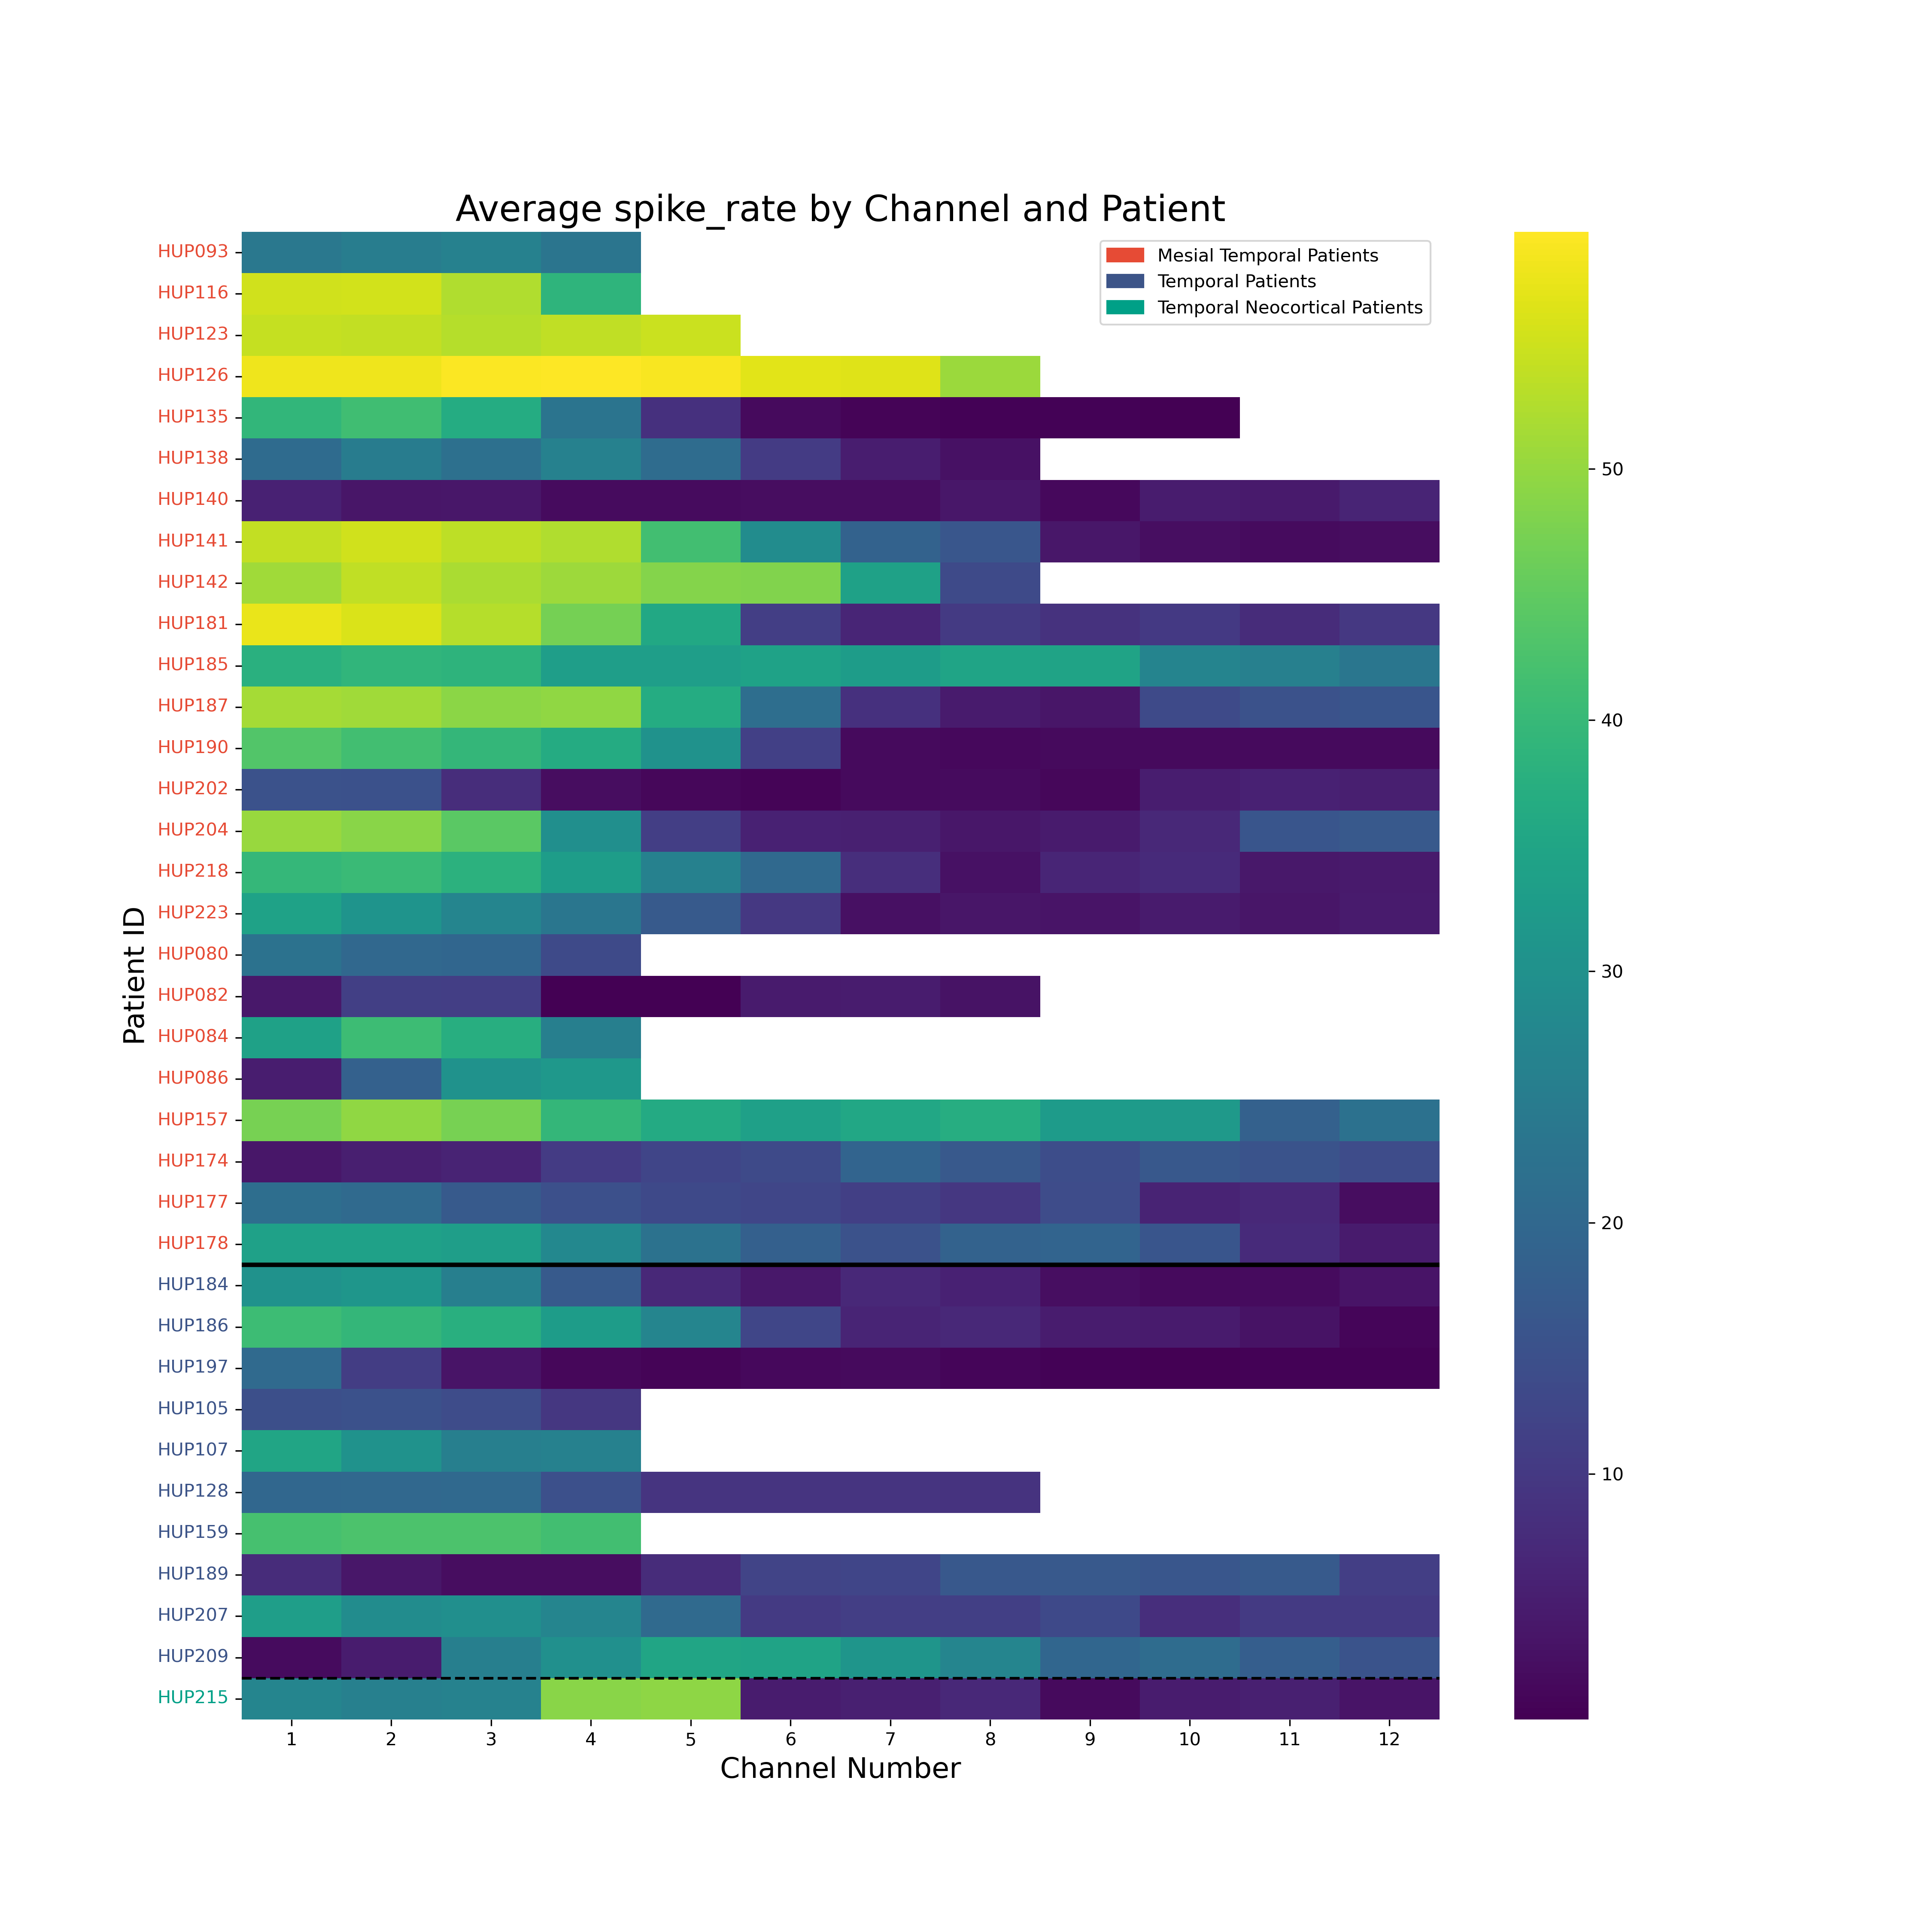 Average spike_rate by Channel and Patient
Mesial Temporal Patients
Temporal Patients
Temporal Neocortical Patients
Patient ID
HUP093
HUP116
HUP123
HUP126
HUP135
HUP138
HUP140
HUP141
HUP142
HUP181
HUP185
HUP187
HUP190
HUP202
HUP204
HUP218
HUP223
HUP080
HUP082
HUP084
HUP086
HUP157
HUP174
HUP177
HUP178
HUP184
HUP186
HUP197
HUP105
HUP107
HUP128
HUP159
HUP189
HUP207
HUP209
HUP215
1 2 3 4 5 6 7 8 9 10 11 12
Channel Number
50
40
30
20
10